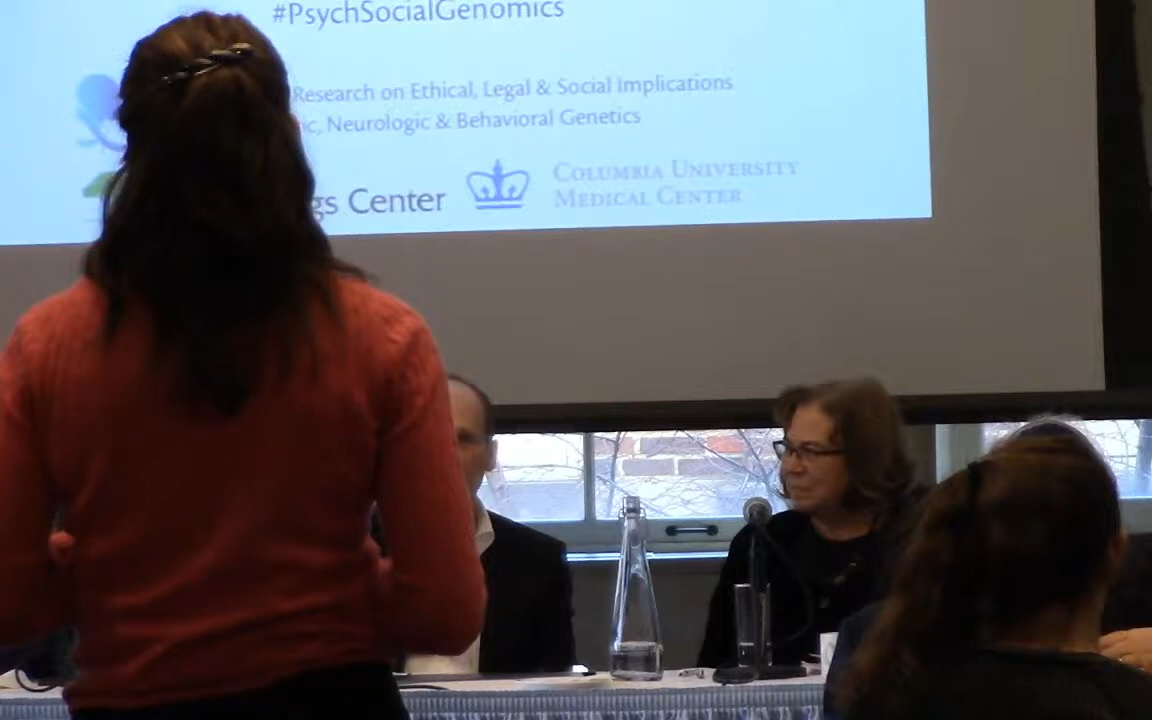 #PsychSocialGenomics
Research on Ethical, Legal & Social Implications
ic, Neurologic & Behavioral Genetics
gs Center
COLUMBIA UNIVERSITY
MEDICAL CENTER